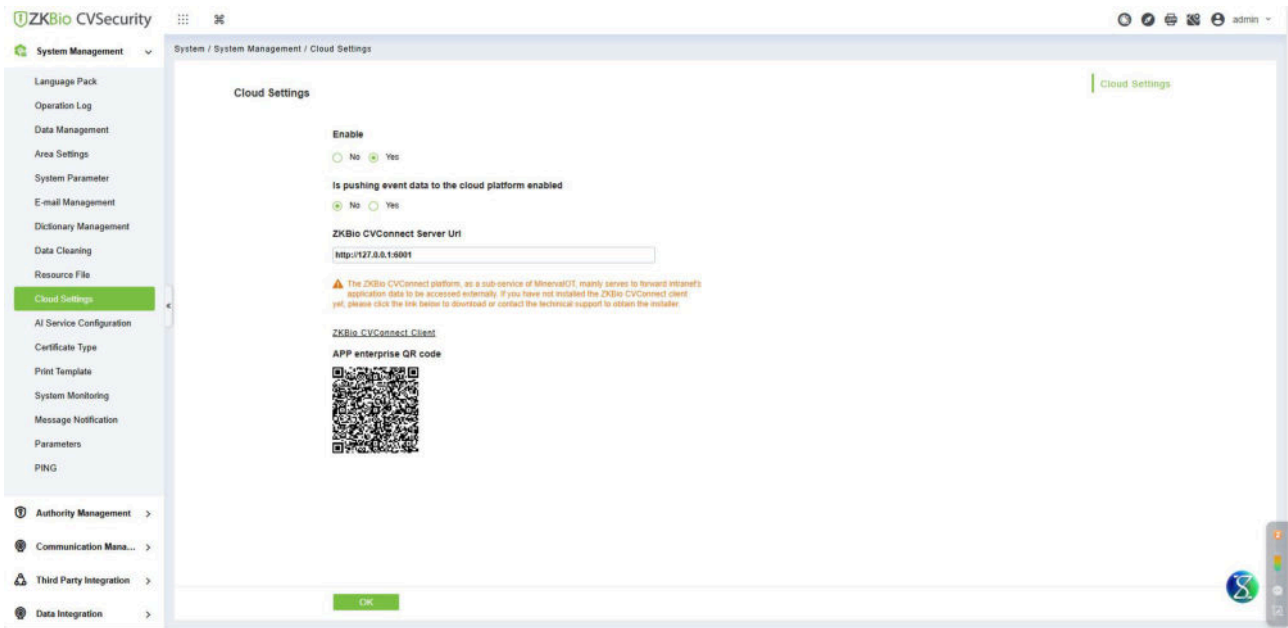 ZKBio CVSecurity
admin
System Management
System / System Management / Cloud Settings
Language Pack
Operation Log
Data Management
Area Settings
System Parameter
E-mail Management
Dictionary Management
Data Cleaning
Resource File
Cloud Settings
AI Service Configuration
Certificate Type
Print Template
System Monitoring
Message Notification
Parameters
PING
Authority Management
Communication Mana...
Third Party Integration
Data Integration
Cloud Settings
Cloud Settings
Enable
No Yes
Is pushing event data to the cloud platform enabled
No Yes
ZKBio CVConnect Server Url
http://127.0.0.1:6001
The ZKBio CVConnect platform, as a sub-service of MinervaIOT, mainly serves to forward intranet's
application data to be accessed externally. If you have not installed the ZKBio CVConnect client
yet, please click the link below to download or contact the technical support to obtain the installer.
ZKBio CVConnect Client
APP enterprise QR code
OK